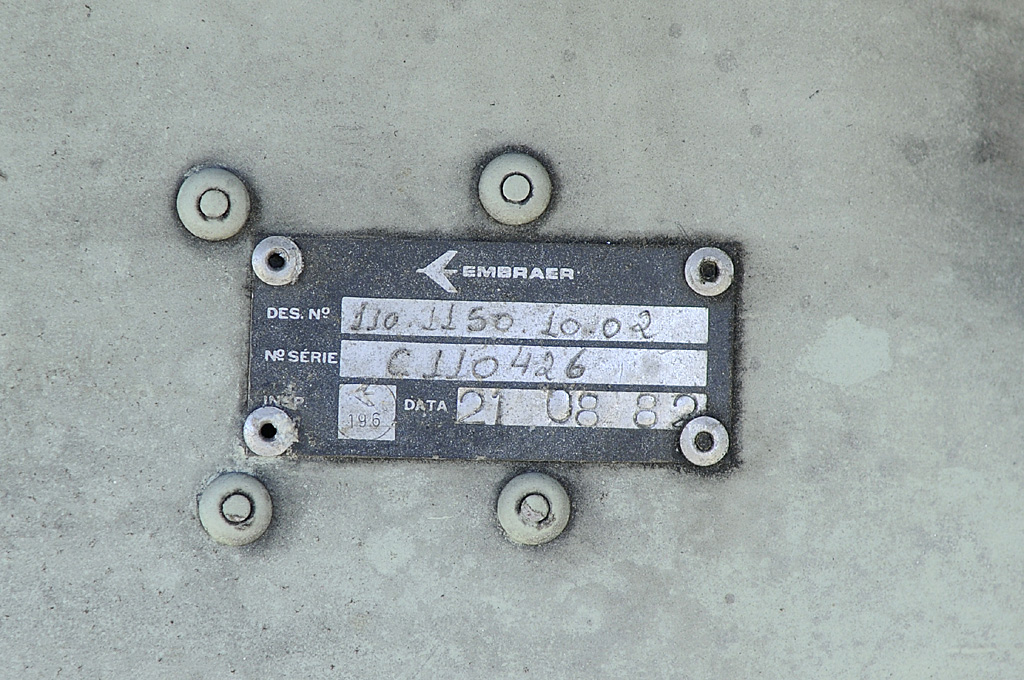 EMBRAER
DES. Nº 110.1150.10.02
Nº SÉRIE C110426
INSP. 196 DATA 21 08 82